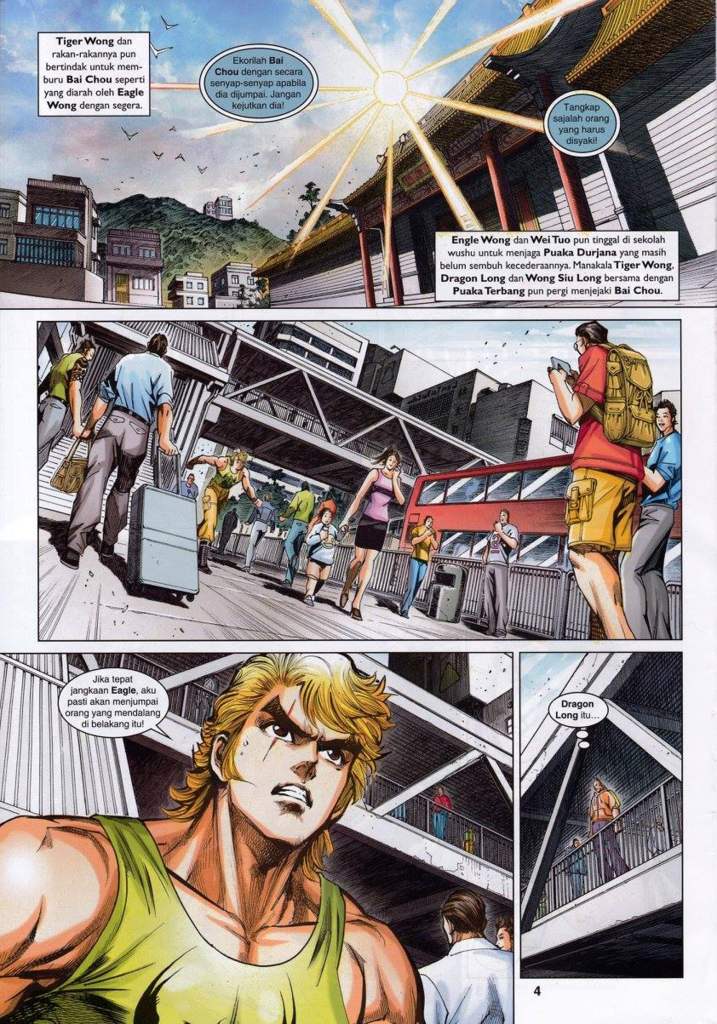 Tiger Wong dan
rakan-rakannya pun
bertindak untuk mem-
buru Bai Chou seperti
yang diarah oleh Eagle
Wong dengan segera.
Ekorilah Bai
Chou dengan secara
senyap-senyap apabila
dia dijumpai. Jangan
kejutkan dia!
Tangkap
sajalah orang
yang harus
disyaki!
Engle Wong dan Wei Tuo pun tinggal di sekolah
wushu untuk menjaga Puaka Durjana yang masih
belum sembuh kecederaannya. Manakala Tiger Wong,
Dragon Long dan Wong Siu Long bersama dengan
Puaka Terbang pun pergi menjejaki Bai Chou.
Jika tepat
jangkaan Eagle, aku
pasti akan menjumpai
orang yang mendalang
di belakang itu!
Dragon
Long itu...
4